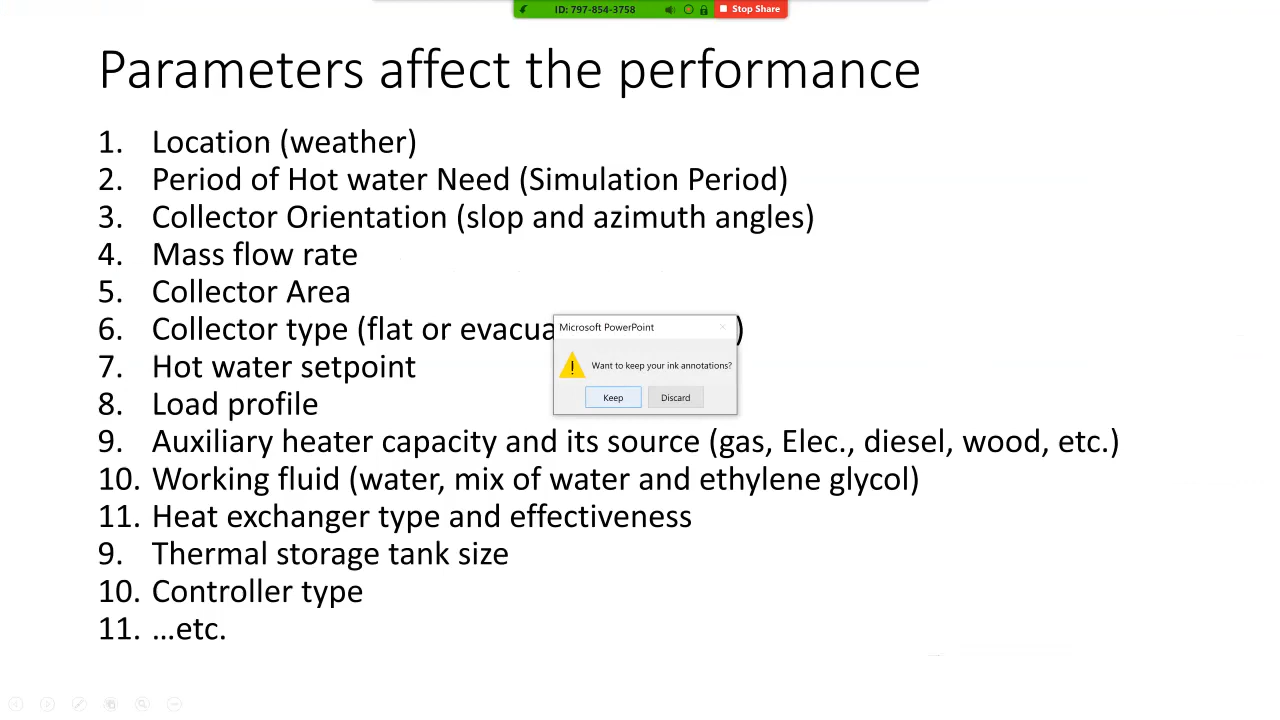 ID: 797-854-3758 Stop Share
Parameters affect the performance
1. Location (weather)
2. Period of Hot water Need (Simulation Period)
3. Collector Orientation (slop and azimuth angles)
4. Mass flow rate
5. Collector Area
6. Collector type (flat or )
Microsoft PowerPoint
Want to keep your ink annotations?
Keep Discard
7. Hot water setpoint
8. Load profile
9. Auxiliary heater capacity and its source (gas, Elec., diesel, wood, etc.)
10. Working fluid (water, mix of water and ethylene glycol)
11. Heat exchanger type and effectiveness
9. Thermal storage tank size
10. Controller type
11. …etc.